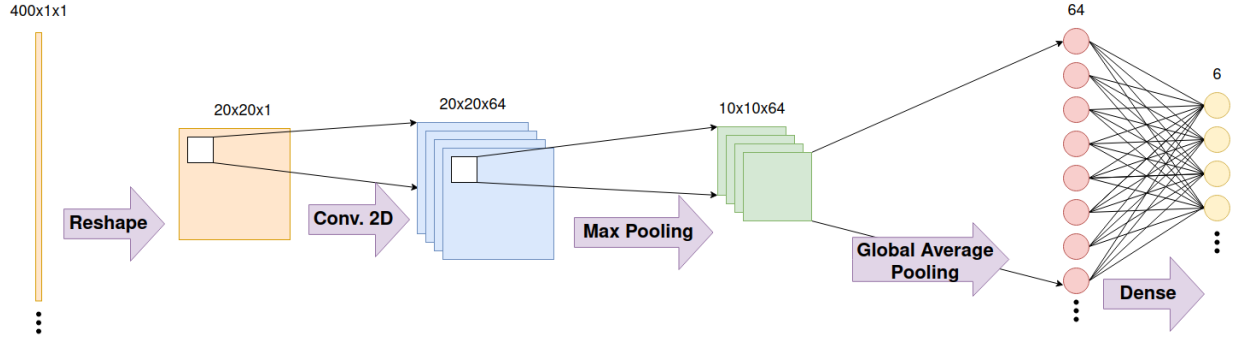 400x1x1
Reshape
20x20x1
Conv. 2D
20x20x64
Max Pooling
10x10x64
Global Average
Pooling
64
Dense
6